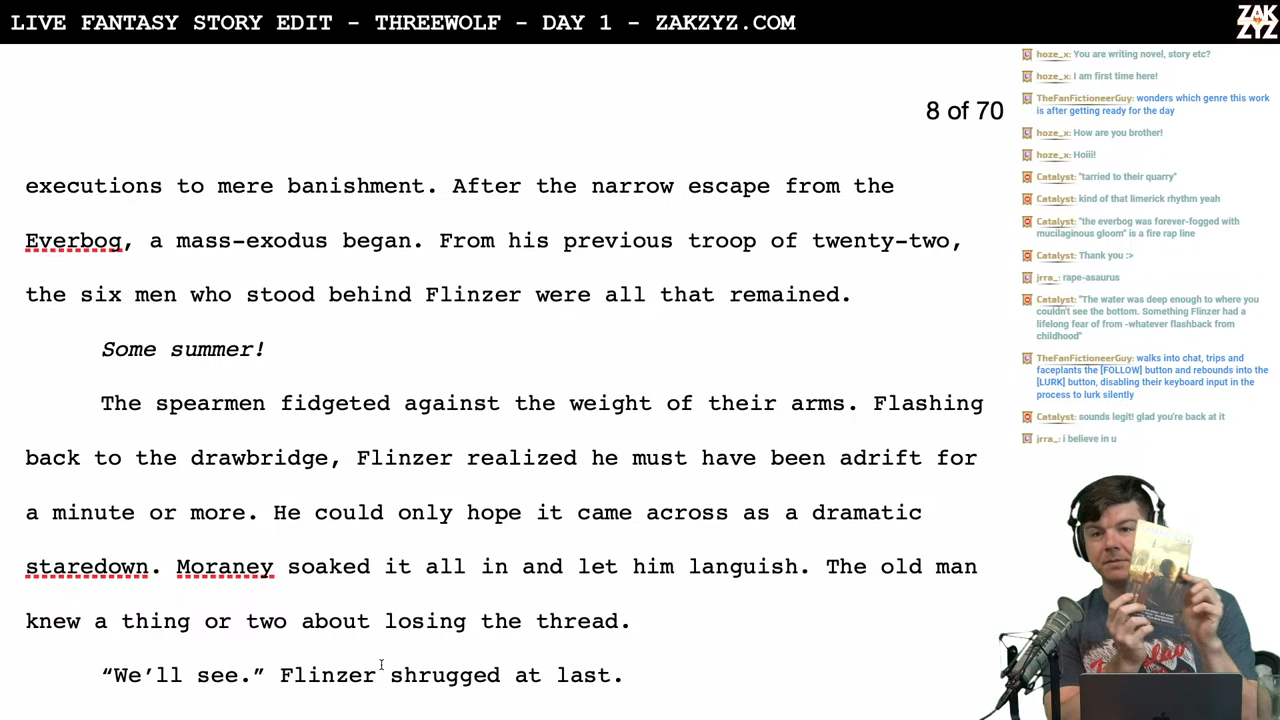 LIVE FANTASY STORY EDIT - THREEWOLF - DAY 1 - ZAKZYZ.COM
ZAK
ZYZ
8 of 70
executions to mere banishment. After the narrow escape from the
Everbog, a mass-exodus began. From his previous troop of twenty-two,
the six men who stood behind Flinzer were all that remained.
Some summer!
The spearmen fidgeted against the weight of their arms. Flashing
back to the drawbridge, Flinzer realized he must have been adrift for
a minute or more. He could only hope it came across as a dramatic
staredown. Moraney soaked it all in and let him languish. The old man
knew a thing or two about losing the thread.
“We’ll see.” Flinzer shrugged at last.
hoze_x: You are writing novel, story etc?
hoze_x: I am first time here!
TheFanFictioneerGuy: wonders which genre this work
is after getting ready for the day
hoze_x: How are you brother!
hoze_x: Hoiii!
Catalyst: "tarried to their quarry"
Catalyst: kind of that limerick rhythm yeah
Catalyst: "the everbog was forever-fogged with
mucilaginous gloom" is a fire rap line
Catalyst: Thank you :>
jrra_: rape-asaurus
Catalyst: "The water was deep enough to where you
couldn't see the bottom. Something Flinzer had a
lifelong fear of from -whatever flashback from
childhood"
TheFanFictioneerGuy: walks into chat, trips and
faceplants the [FOLLOW] button and rebounds into the
[LURK] button, disabling their keyboard input in the
process to lurk silently
Catalyst: sounds legit! glad you're back at it
jrra_: i believe in u